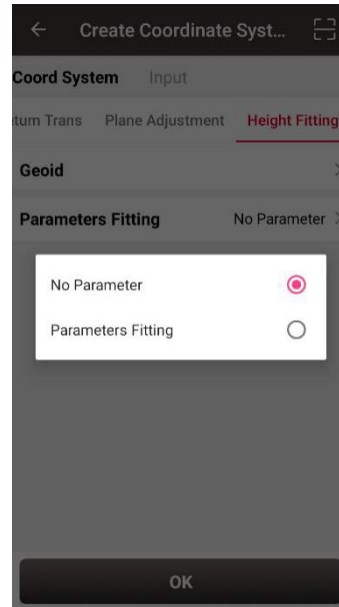 Create Coordinate Syst...
Coord System Input
tum Trans Plane Adjustment Height Fitting
Geoid
Parameters Fitting No Parameter
No Parameter
Parameters Fitting
OK